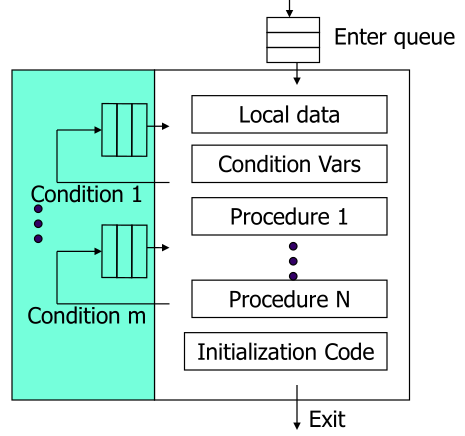 Enter queue
Local data
Condition Vars
Condition 1
Procedure 1
Procedure N
Condition m
Initialization Code
Exit